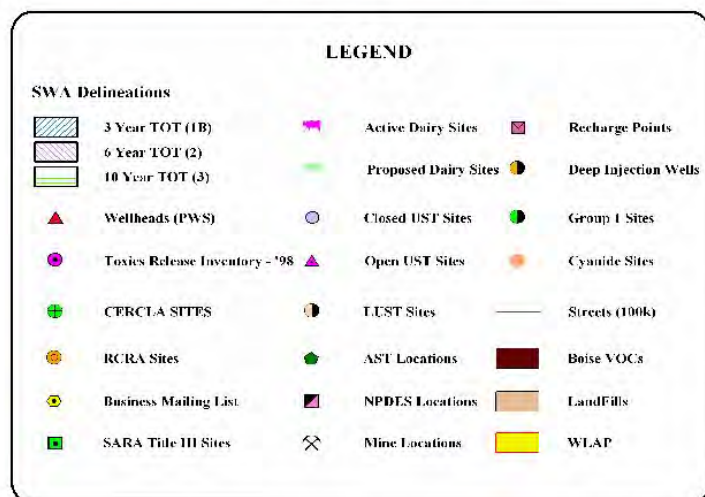 LEGEND
SWA Delineations
3 Year TOT (1B)
6 Year TOT (2)
10 Year TOT (3)
Wellheads (PWS)
Toxics Release Inventory - '98
CERCLA SITES
RCRA Sites
Business Mailing List
SARA Title III Sites
Active Dairy Sites
Proposed Dairy Sites
Closed UST Sites
Open UST Sites
LUST Sites
AST Locations
NPDES Locations
Mine Locations
Recharge Points
Deep Injection Wells
Group 1 Sites
Cyanide Sites
Streets (100k)
Boise VOCs
LandFills
WLAP